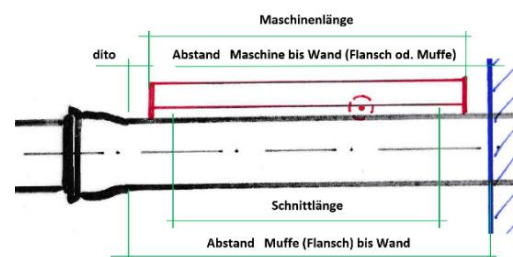 Maschinenlänge
dito Abstand Maschine bis Wand (Flansch od. Muffe)
Schnittlänge
Abstand Muffe (Flansch) bis Wand